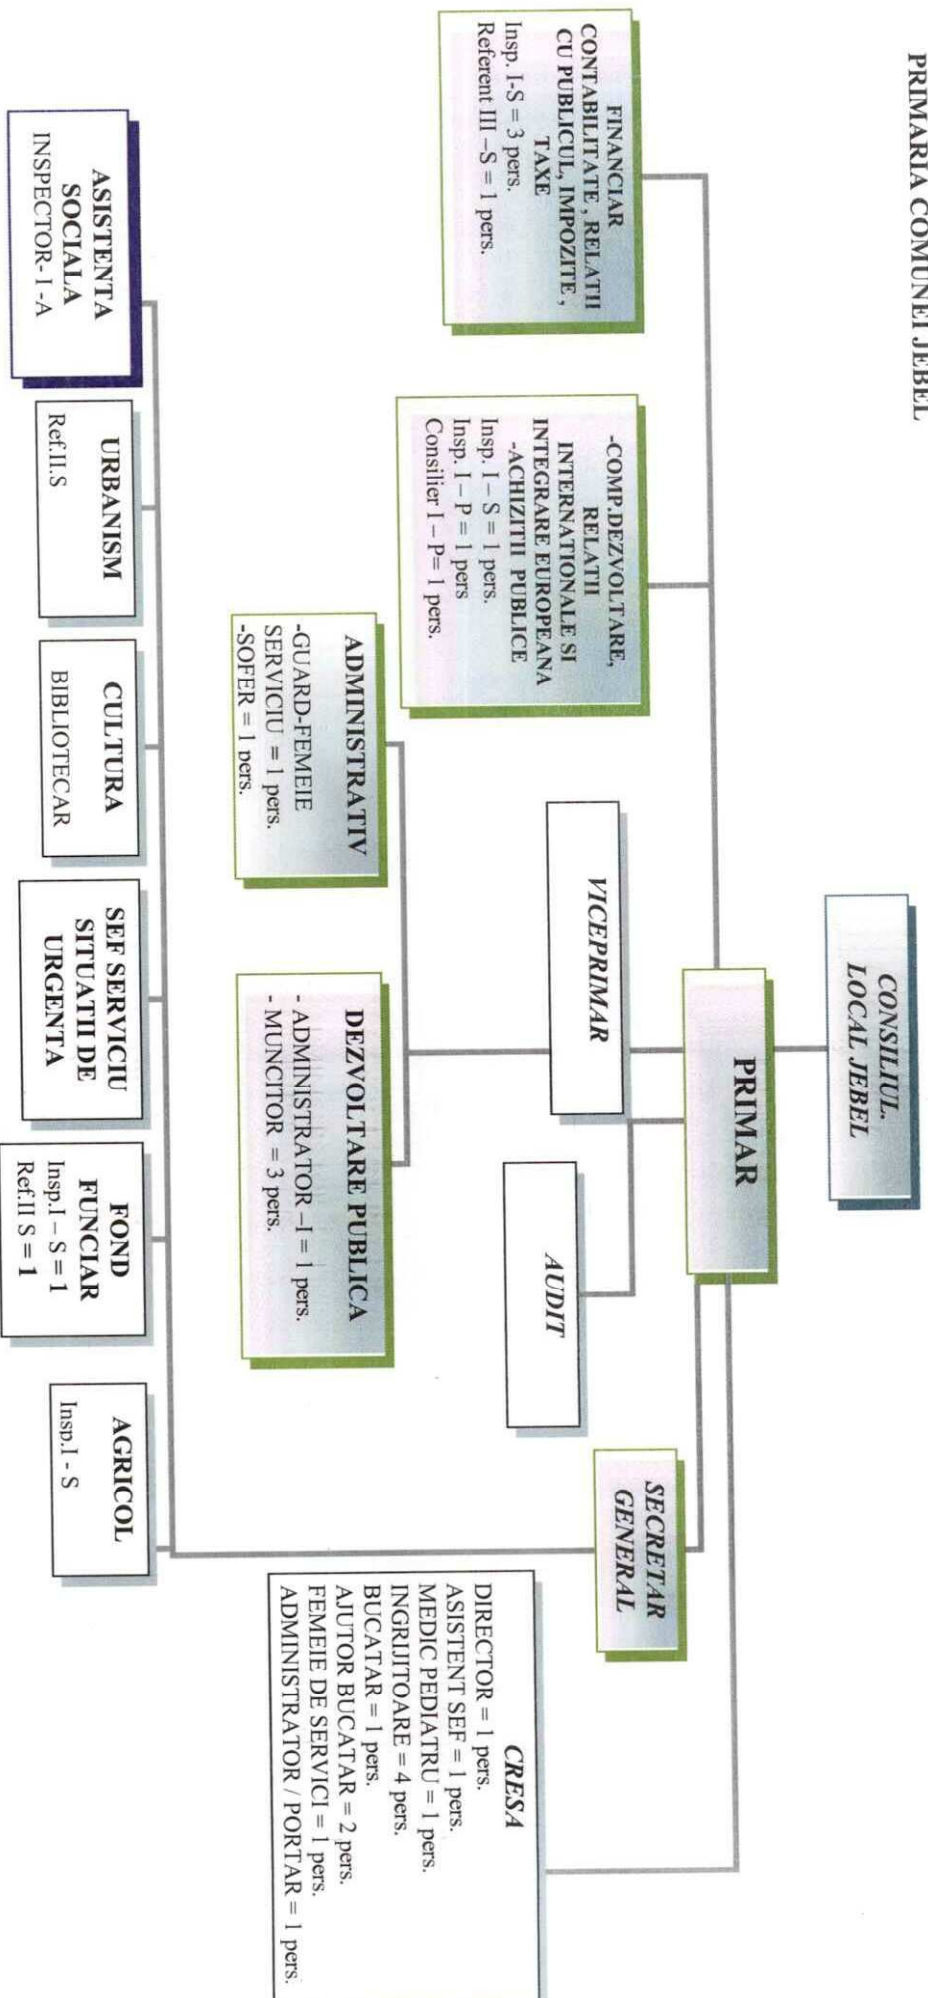 PRIMARIA COMUNEI JEBEL
CONSILIUL.
LOCAL JEBEL
PRIMAR
FINANCIAR
CONTABILITATE , RELATII
CU PUBLICUL, IMPOZITE ,
TAXE
Insp. I-S = 3 pers.
Referent III –S = 1 pers.
-COMP.DEZVOLTARE,
RELATII
INTERNATIONALE SI
INTEGRARE EUROPEANA
-ACHIZITII PUBLICE
Insp. I – S = 1 pers.
Insp. I – P = 1 pers
Consilier I – P= 1 pers.
VICEPRIMAR
AUDIT
SECRETAR
GENERAL
CRESA
DIRECTOR = 1 pers.
ASISTENT SEF = 1 pers.
MEDIC PEDIATRU = 1 pers.
INGRIJITOARE = 4 pers.
BUCATAR = 1 pers.
AJUTOR BUCATAR = 2 pers.
FEMEIE DE SERVICI = 1 pers.
ADMINISTRATOR / PORTAR = 1 pers.
ADMINISTRATIV
-GUARD-FEMEIE
SERVICIU = 1 pers.
-SOFER = 1 pers.
DEZVOLTARE PUBLICA
- ADMINISTRATOR –I = 1 pers.
- MUNCITOR = 3 pers.
ASISTENTA
SOCIALA
INSPECTOR- I -A
URBANISM
Ref.II.S
CULTURA
BIBLIOTECAR
SEF SERVICIU
SITUATII DE
URGENTA
FOND
FUNCIAR
Insp.I – S = 1
Ref.II S = 1
AGRICOL
Insp.I - S